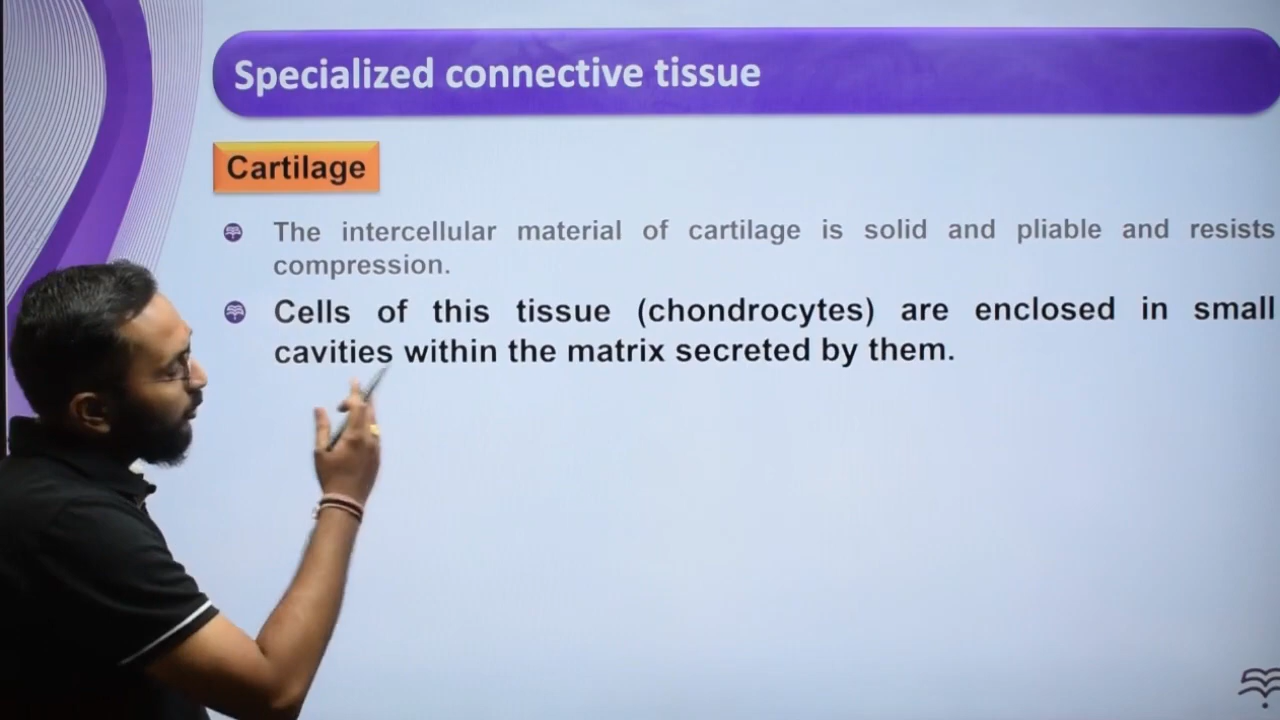 Specialized connective tissue
Cartilage
The intercellular material of cartilage is solid and pliable and resists
compression.
Cells of this tissue (chondrocytes) are enclosed in small
cavities within the matrix secreted by them.